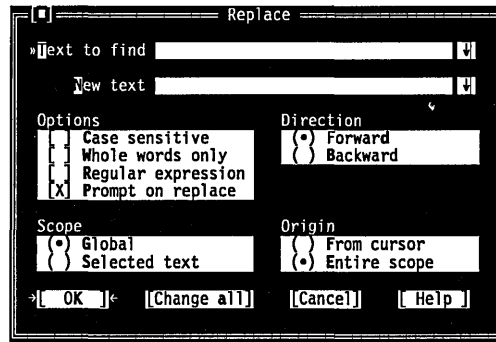 [■] Replace
»Text to find [↓]
New text [↓]
Options Direction
[ ] Case sensitive (•) Forward
[ ] Whole words only ( ) Backward
[ ] Regular expression
[X] Prompt on replace
Scope Origin
(•) Global ( ) From cursor
( ) Selected text (•) Entire scope
→[ OK ]← [Change all] [Cancel] [ Help ]